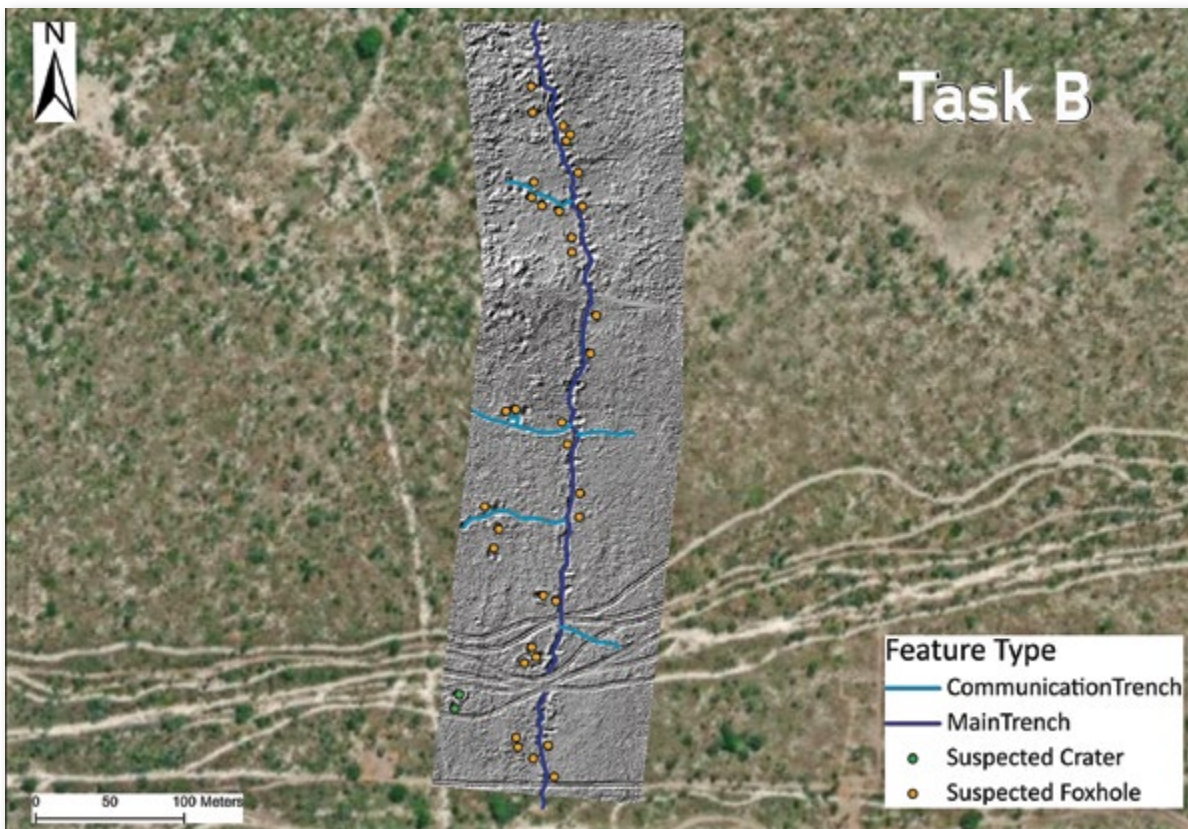 N
Task B
Feature Type
CommunicationTrench
MainTrench
Suspected Crater
Suspected Foxhole
0 50 100 Meters